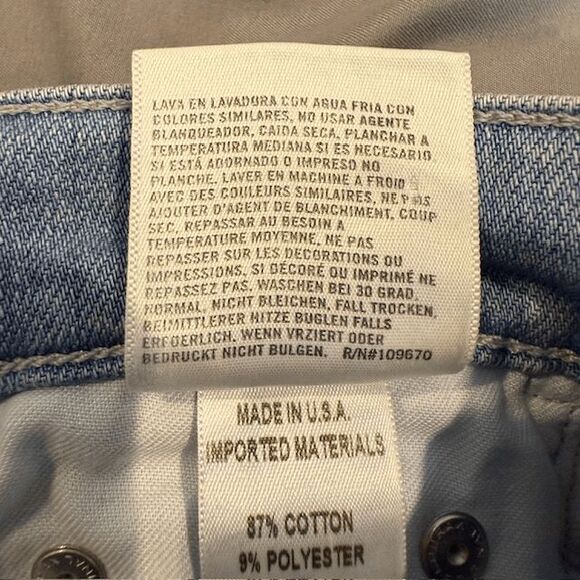 LAVA EN LAVADORA CON AGUA FRIA CON
COLORES SIMILARES, NO USAR AGENTE
BLANQUEADOR, CAIDA SECA, PLANCHAR A
TEMPERATURA MEDIANA SI ES NECESARIO.
SI ESTÁ ADORNADO O IMPRESO NO
PLANCHE. LAVER EN MACHINE A FROID
AVEC DES COULEURS SIMILAIRES, NE PAS
AJOUTER D'AGENT DE BLANCHIMENT, COUP
SEC, REPASSAR AU BESOIN A
TEMPERATURE MOYENNE, NE PAS
REPASSER SUR LES DECORATIONS OU
IMPRESSIONS. SI DÉCORÉ OU IMPRIMÉ NE
REPASSEZ PAS. WASCHEN BEI 30 GRAD,
NORMAL, NICHT BLEICHEN, FALL TROCKEN,
BEIMITTLERER HITZE BUGLEN FALLS
ERFOERLICH. WENN VRZIERT ODER
BEDRUCKT NICHT BULGEN. R/N#109670
MADE IN U.S.A.
IMPORTED MATERIALS
87% COTTON
9% POLYESTER